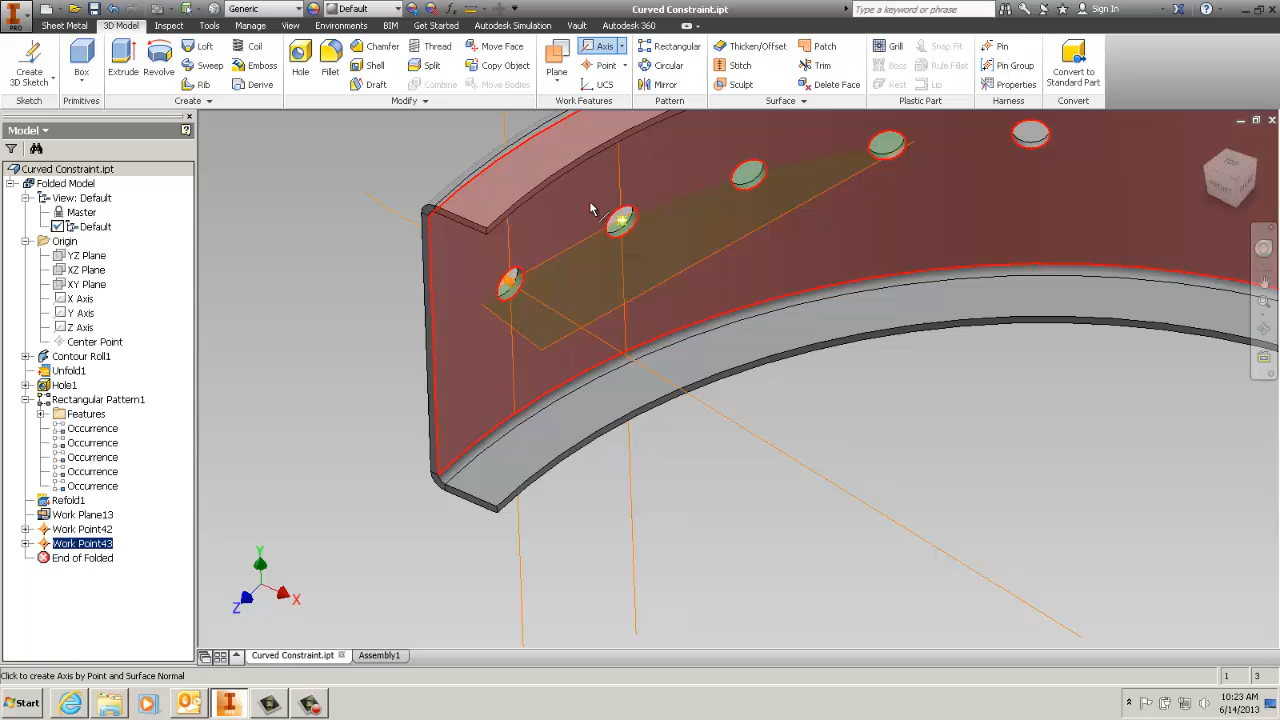 Generic
Default
Curved Constraint.ipt
Type a keyword or phrase
Sign In
PRO
Sheet Metal
3D Model
Inspect
Tools
Manage
View
Environments
BIM
Get Started
Autodesk Simulation
Vault
Autodesk 360
Create
3D Sketch
Box
Extrude
Revolve
Loft
Coil
Sweep
Emboss
Rib
Derive
Hole
Fillet
Chamfer
Thread
Move Face
Shell
Split
Copy Object
Draft
Combine
Move Bodies
Plane
Axis
Point
UCS
Rectangular
Circular
Mirror
Thicken/Offset
Patch
Stitch
Trim
Sculpt
Delete Face
Grill
Snap Fit
Boss
Rule Fillet
Rest
Lip
Pin
Pin Group
Properties
Convert to
Standard Part
Sketch
Primitives
Create
Modify
Work Features
Pattern
Surface
Plastic Part
Harness
Convert
Model
Curved Constraint.ipt
Folded Model
View: Default
Master
Default
Origin
YZ Plane
XZ Plane
XY Plane
X Axis
Y Axis
Z Axis
Center Point
Contour Roll1
Unfold1
Hole1
Rectangular Pattern1
Features
Occurrence
Occurrence
Occurrence
Occurrence
Occurrence
Refold1
Work Plane13
Work Point42
Work Point43
End of Folded
Y
X
Z
Curved Constraint.ipt
Assembly1
Click to create Axis by Point and Surface Normal
1
3
Start
10:23 AM
6/14/2013